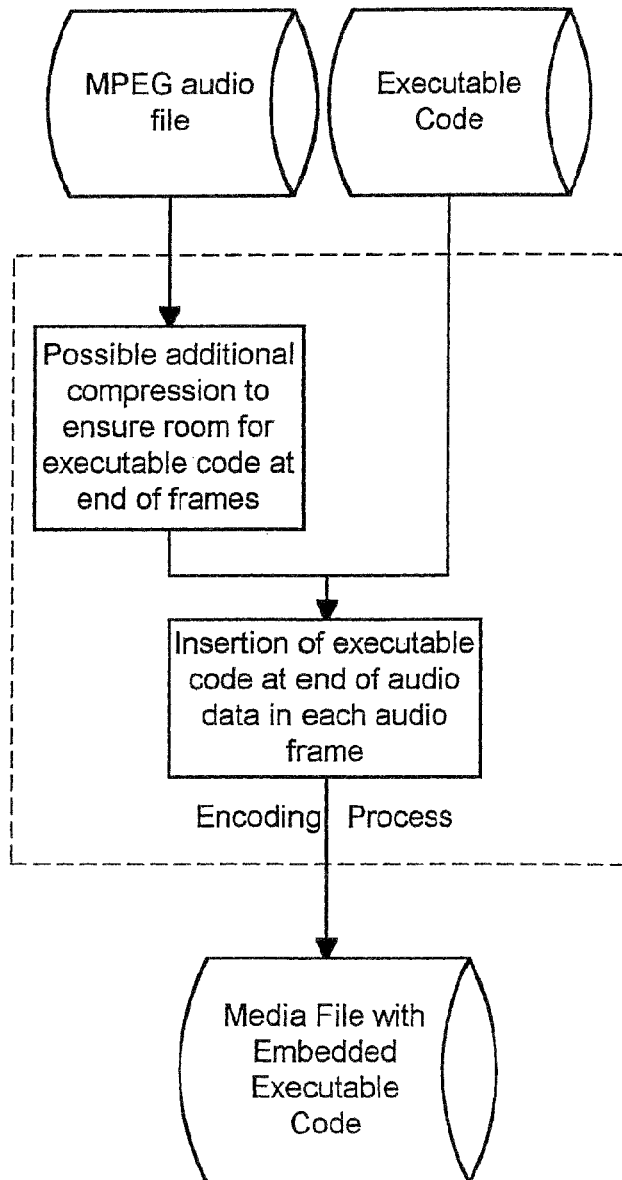 MPEG audio
file
Executable
Code
Possible additional
compression to
ensure room for
executable code at
end of frames
Insertion of executable
code at end of audio
data in each audio
frame
Encoding Process
Media File with
Embedded
Executable
Code